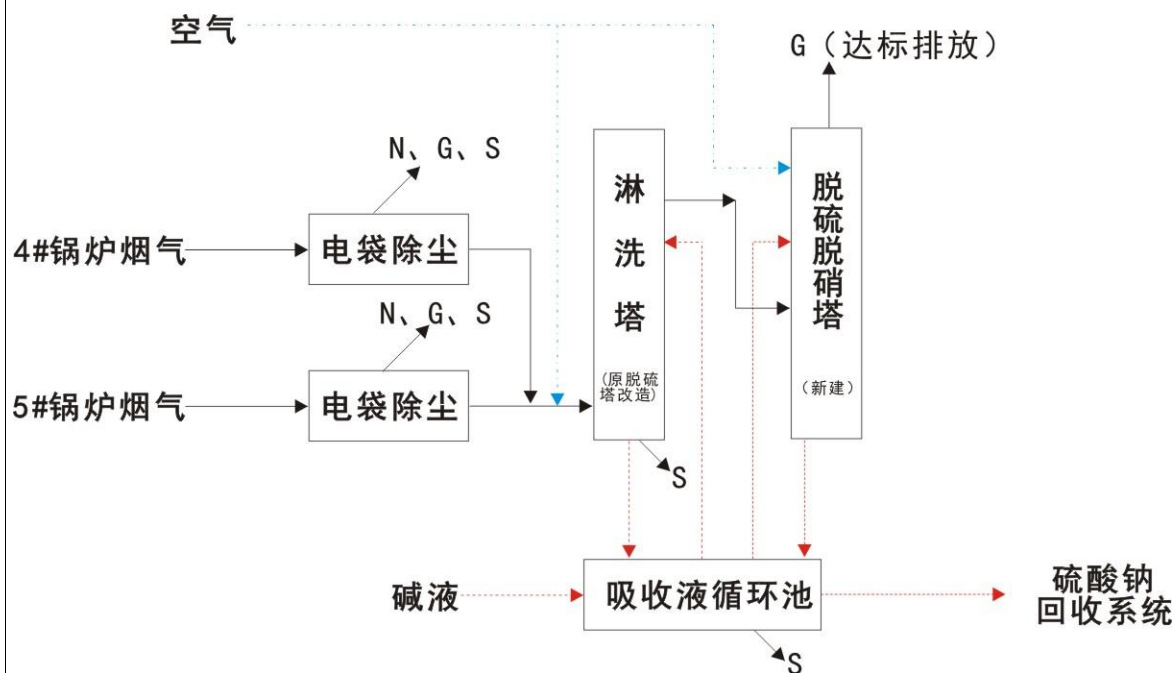 空气
G（达标排放）
N、G、S
4#锅炉烟气
电袋除尘
N、G、S
5#锅炉烟气
电袋除尘
淋洗塔
(原脱硫
塔改造)
S
脱硫脱硝塔
（新建）
碱液
吸收液循环池
S
硫酸钠
回收系统